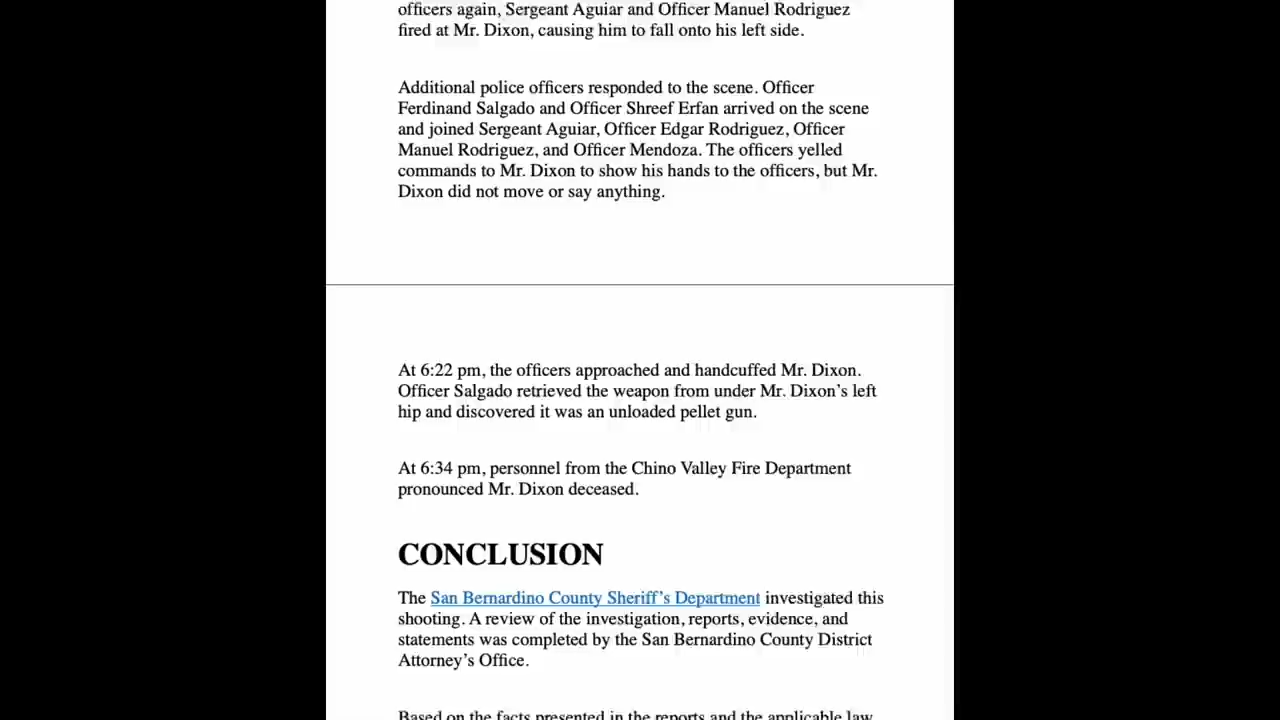 officers again, Sergeant Aguiar and Officer Manuel Rodriguez
fired at Mr. Dixon, causing him to fall onto his left side.
Additional police officers responded to the scene. Officer
Ferdinand Salgado and Officer Shreef Erfan arrived on the scene
and joined Sergeant Aguiar, Officer Edgar Rodriguez, Officer
Manuel Rodriguez, and Officer Mendoza. The officers yelled
commands to Mr. Dixon to show his hands to the officers, but Mr.
Dixon did not move or say anything.
At 6:22 pm, the officers approached and handcuffed Mr. Dixon.
Officer Salgado retrieved the weapon from under Mr. Dixon’s left
hip and discovered it was an unloaded pellet gun.
At 6:34 pm, personnel from the Chino Valley Fire Department
pronounced Mr. Dixon deceased.
CONCLUSION
The San Bernardino County Sheriff’s Department investigated this
shooting. A review of the investigation, reports, evidence, and
statements was completed by the San Bernardino County District
Attorney’s Office.
Based on the facts presented in the reports and the applicable law